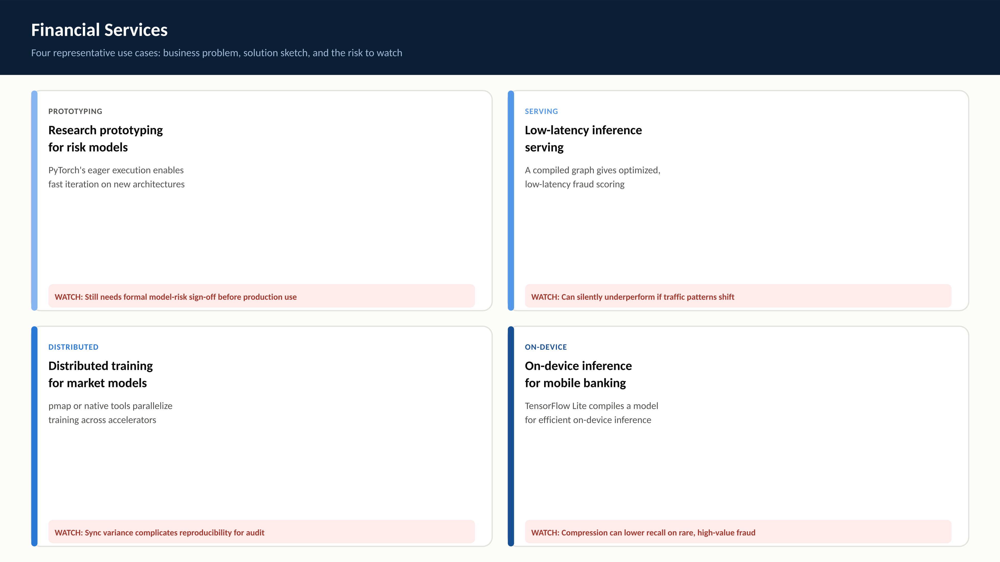 Financial Services
Four representative use cases: business problem, solution sketch, and the risk to watch
PROTOTYPING
Research prototyping
for risk models
PyTorch's eager execution enables
fast iteration on new architectures
WATCH: Still needs formal model-risk sign-off before production use
SERVING
Low-latency inference
serving
A compiled graph gives optimized,
low-latency fraud scoring
WATCH: Can silently underperform if traffic patterns shift
DISTRIBUTED
Distributed training
for market models
pmap or native tools parallelize
training across accelerators
WATCH: Sync variance complicates reproducibility for audit
ON-DEVICE
On-device inference
for mobile banking
TensorFlow Lite compiles a model
for efficient on-device inference
WATCH: Compression can lower recall on rare, high-value fraud